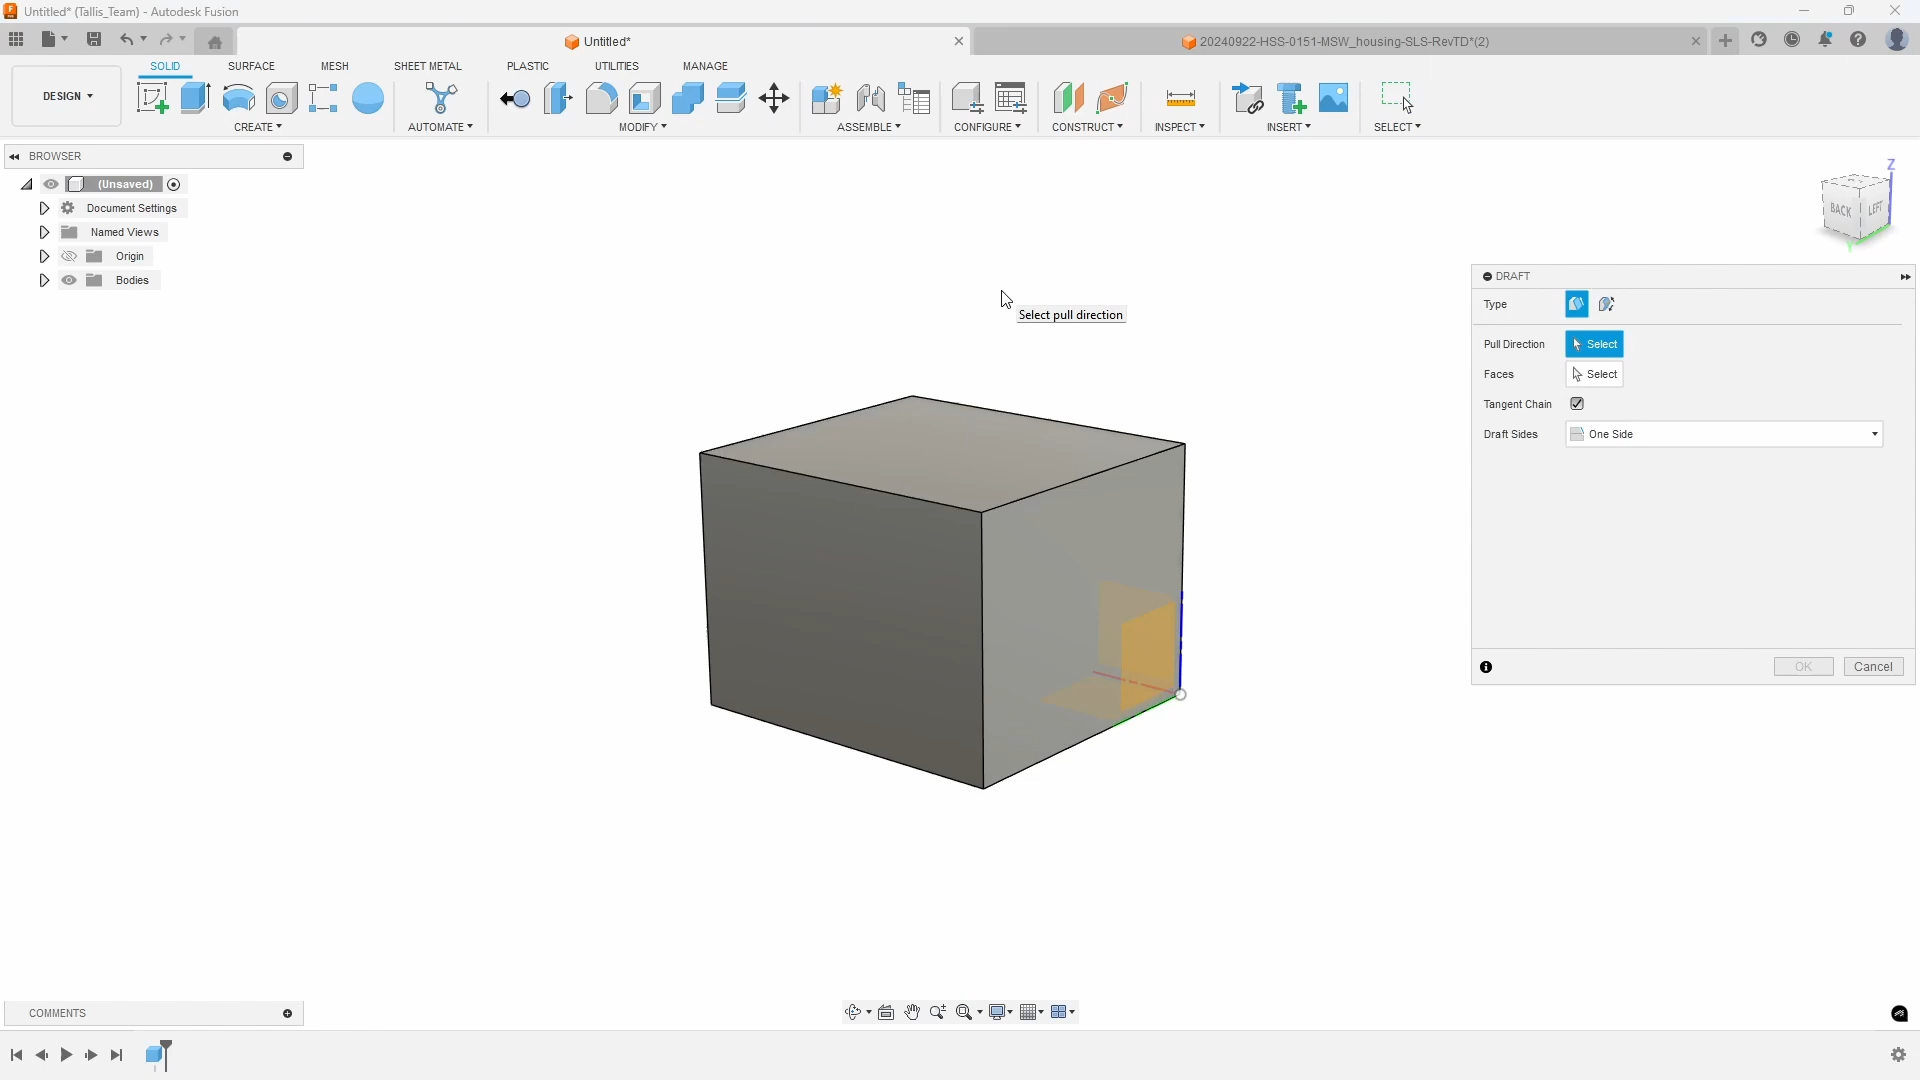 Untitled* (Tallis_Team) - Autodesk Fusion
Untitled*
20240922-HSS-0151-MSW_housing-SLS-RevTD*(2)
DESIGN
SOLID
SURFACE
MESH
SHEET METAL
PLASTIC
UTILITIES
MANAGE
CREATE
AUTOMATE
MODIFY
ASSEMBLE
CONFIGURE
CONSTRUCT
INSPECT
INSERT
SELECT
BROWSER
(Unsaved)
Document Settings
Named Views
Origin
Bodies
Select pull direction
Z
BACK
LEFT
Y
DRAFT
Type
Pull Direction
Select
Faces
Select
Tangent Chain
Draft Sides
One Side
OK
Cancel
COMMENTS